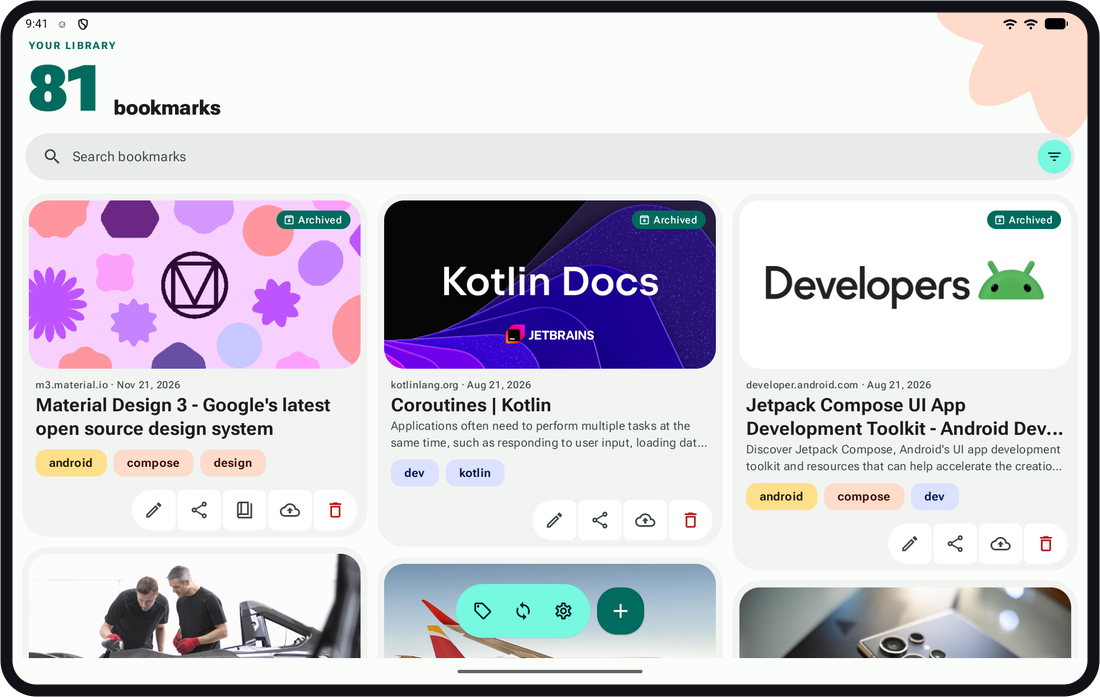 9:41
YOUR LIBRARY
81 bookmarks
Search bookmarks
Archived
m3.material.io · Nov 21, 2026
Material Design 3 - Google's latest
open source design system
android compose design
Archived
Kotlin Docs
JETBRAINS
kotlinlang.org · Aug 21, 2026
Coroutines | Kotlin
Applications often need to perform multiple tasks at the
same time, such as responding to user input, loading dat...
dev kotlin
Archived
Developers
developer.android.com · Aug 21, 2026
Jetpack Compose UI App
Development Toolkit - Android Dev...
Discover Jetpack Compose, Android's UI app development
toolkit and resources that can help accelerate the creatio...
android compose dev